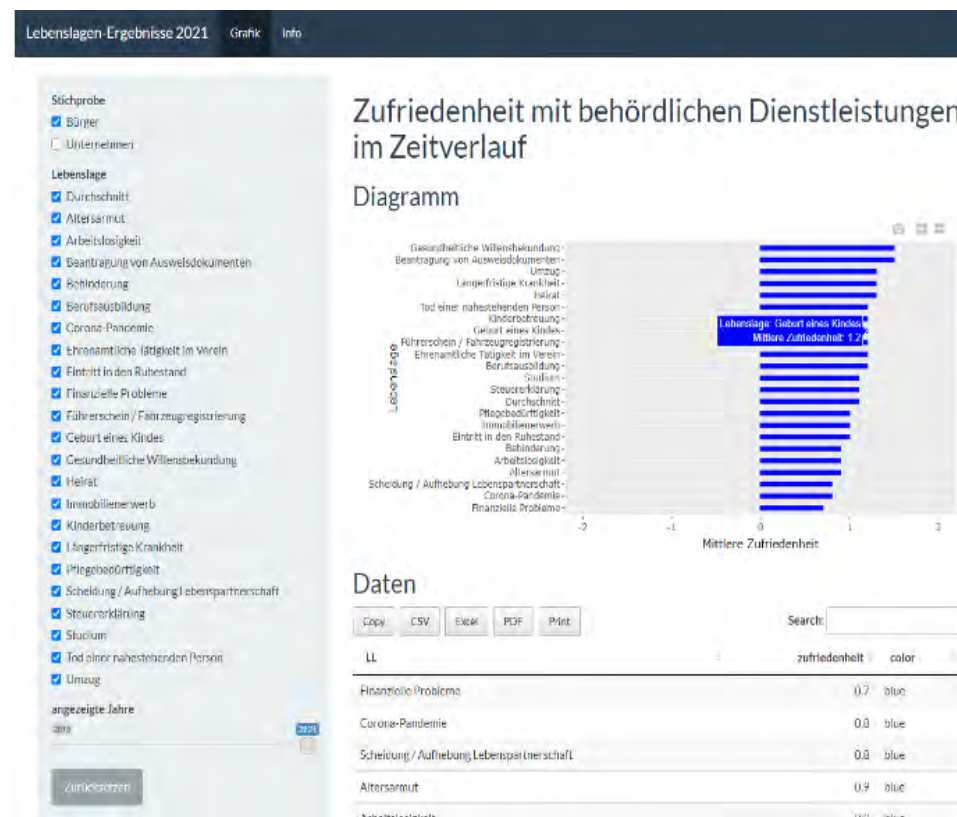 Lebenslagen-Ergebnisse 2021 Grafik Info
Stichprobe
Bürger
Unternehmen
Lebenslage
Durchschnitt
Altersarmut
Arbeitslosigkeit
Beantragung von Ausweisdokumenten
Behinderung
Berufsausbildung
Corona-Pandemie
Ehrenamtliche Tätigkeit im Verein
Eintritt in den Ruhestand
Finanzielle Probleme
Führerschein / Fahrzeugregistrierung
Geburt eines Kindes
Gesundheitliche Willensbekundung
Heirat
Immobilienerwerb
Kinderbetreuung
Längerfristige Krankheit
Pflegebedürftigkeit
Scheidung / Aufhebung Lebenspartnerschaft
Steuererklärung
Studium
Tod einer nahestehenden Person
Umzug
angezeigte Jahre
2021
Zurücksetzen
Zufriedenheit mit behördlichen Dienstleistungen
im Zeitverlauf
Diagramm
Gesundheitliche Willensbekundung
Beantragung von Ausweisdokumenten
Umzug
Längerfristige Krankheit
Heirat
Tod einer nahestehenden Person
Kinderbetreuung
Geburt eines Kindes
Führerschein / Fahrzeugregistrierung
Ehrenamtliche Tätigkeit im Verein
Berufsausbildung
Studium
Steuererklärung
Durchschnitt
Pflegebedürftigkeit
Immobilienerwerb
Eintritt in den Ruhestand
Behinderung
Arbeitslosigkeit
Altersarmut
Scheidung / Aufhebung Lebenspartnerschaft
Corona-Pandemie
Finanzielle Probleme
Lebenslage
Lebenslage: Geburt eines Kindes
Mittlere Zufriedenheit: 1.2
-2 -1 0 1 2
Mittlere Zufriedenheit
Daten
Copy CSV Excel PDF Print Search:
LL zufriedenheit color
Finanzielle Probleme 0.7 blue
Corona-Pandemie 0.8 blue
Scheidung / Aufhebung Lebenspartnerschaft 0.8 blue
Altersarmut 0.9 blue
Arbeitslosigkeit 0.9 blue